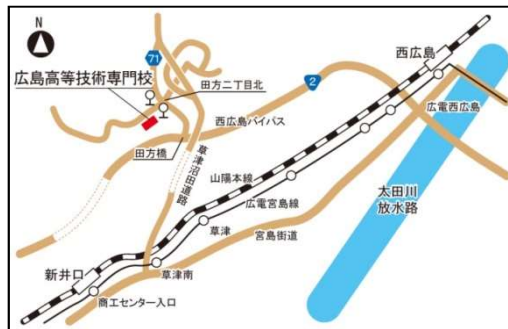 N
71
西広島
広島高等技術専門校
田方二丁目北
2
広電西広島
西広島バイパス
田方橋
草津沼田道路
山陽本線
太田川
放水路
広電宮島線
草津
宮島街道
新井口
草津南
商工センター入口